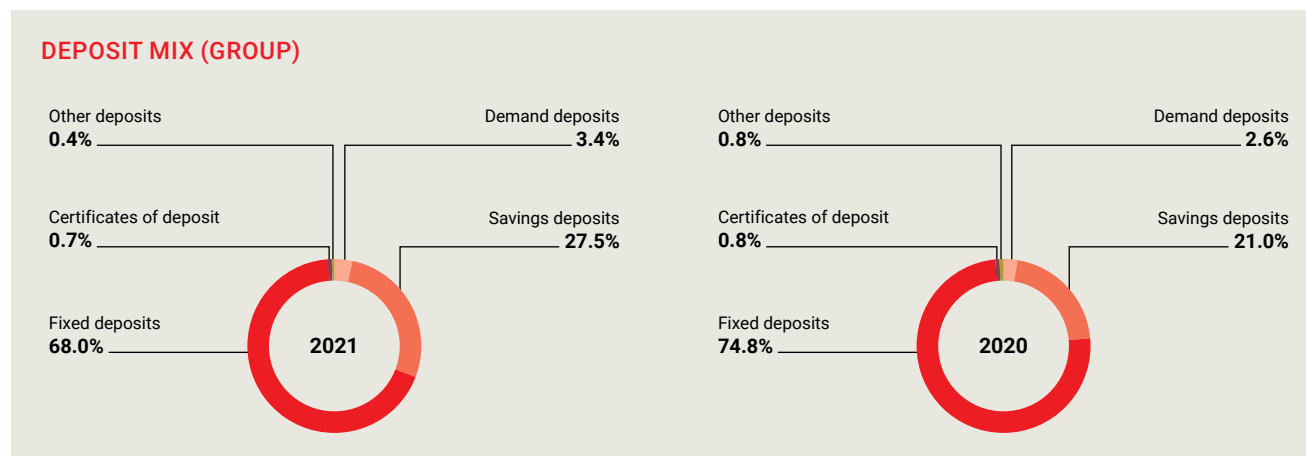 DEPOSIT MIX (GROUP)
Other deposits
0.4%
Demand deposits
3.4%
Certificates of deposit
0.7%
Savings deposits
27.5%
Fixed deposits
68.0%
2021
Other deposits
0.8%
Demand deposits
2.6%
Certificates of deposit
0.8%
Savings deposits
21.0%
Fixed deposits
74.8%
2020